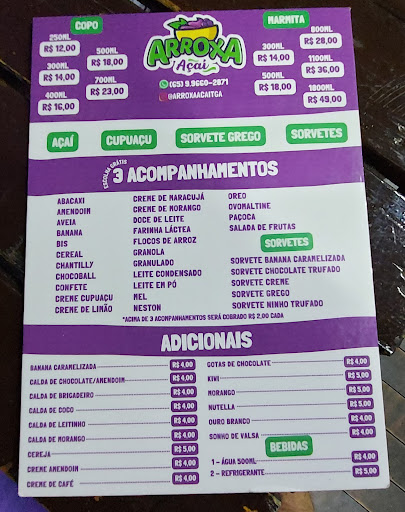 COPO
250ML
R$ 12,00
300ML
R$ 14,00
400ML
R$ 16,00
500ML
R$ 18,00
700ML
R$ 23,00
ARROXA
Açaí
(65) 9.9660-2871
@ARROXAACAITGA
MARMITA
300ML
R$ 14,00
500ML
R$ 18,00
800ML
R$ 28,00
1100ML
R$ 36,00
1800ML
R$ 49,00
AÇAÍ CUPUAÇU SORVETE GREGO SORVETES
ESCOLHA GRÁTIS
3 ACOMPANHAMENTOS
ABACAXI
AMENDOIM
AVEIA
BANANA
BIS
CEREAL
CHANTILLY
CHOCOBALL
CONFETE
CREME CUPUAÇU
CREME DE LIMÃO
CREME DE MARACUJÁ
CREME DE MORANGO
DOCE DE LEITE
FARINHA LÁCTEA
FLOCOS DE ARROZ
GRANOLA
GRANULADO
LEITE CONDENSADO
LEITE EM PÓ
MEL
NESTON
OREO
OVOMALTINE
PAÇOCA
SALADA DE FRUTAS
SORVETES
SORVETE BANANA CARAMELIZADA
SORVETE CHOCOLATE TRUFADO
SORVETE CREME
SORVETE GREGO
SORVETE NINHO TRUFADO
*ACIMA DE 3 ACOMPANHAMENTOS SERÁ COBRADO R$ 2,00 CADA
ADICIONAIS
BANANA CARAMELIZADA R$ 4,00
CALDA DE CHOCOLATE/AMENDOIM R$ 4,00
CALDA DE BRIGADEIRO R$ 4,00
CALDA DE COCO R$ 4,00
CALDA DE LEITINHO R$ 4,00
CALDA DE MORANGO R$ 4,00
CEREJA R$ 5,00
CREME AMENDOIM R$ 4,00
CREME DE CAFÉ R$ 4,00
GOTAS DE CHOCOLATE R$ 4,00
KIWI R$ 5,00
MORANGO R$ 5,00
NUTELLA R$ 5,00
OURO BRANCO R$ 4,00
SONHO DE VALSA R$ 4,00
BEBIDAS
1 - ÁGUA 500ML R$ 4,00
2 - REFRIGERANTE R$ 5,00